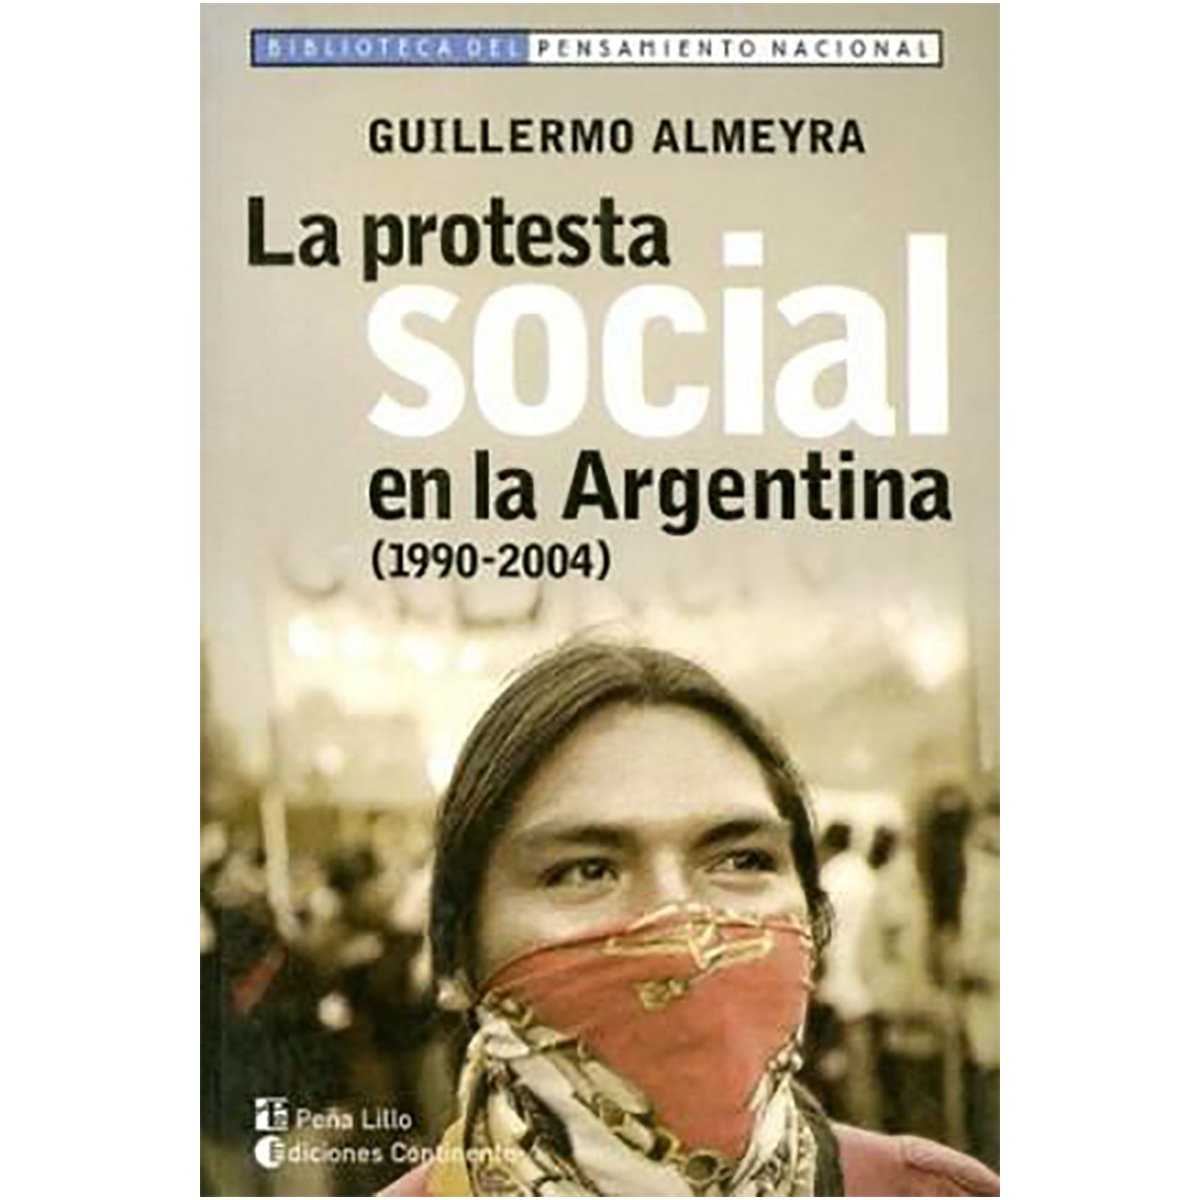 BIBLIOTECA DEL PENSAMIENTO NACIONAL
GUILLERMO ALMEYRA
La protesta
social
en la Argentina
(1990-2004)
Peña Lillo
Ediciones Continente